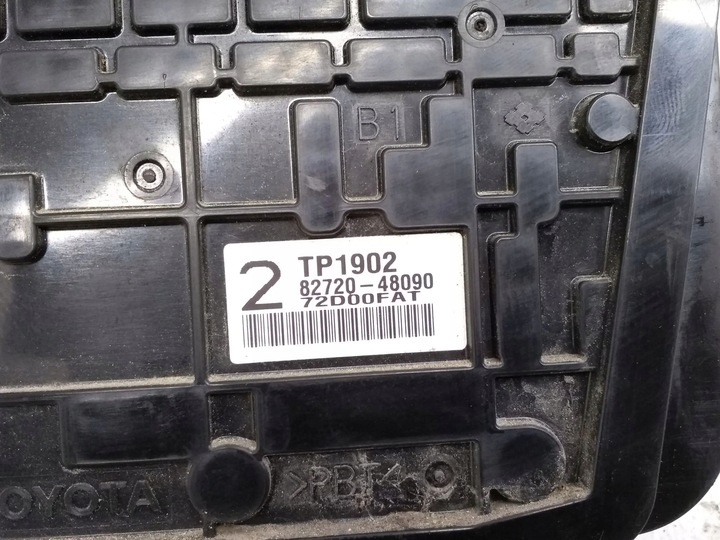 B1
2
TP1902
82720-48090
72D00FAT
TOYOTA
>PBT<